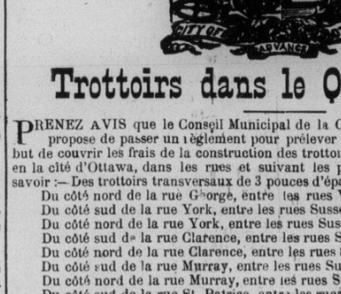 CITY OF
ADVANCE
Trottoirs dans le
PRENEZ AVIS que le Conseil Municipal de la
propose de passer un règlement pour prélever
but de couvrir les frais de la construction des
en la cité d'Ottawa, dans les rues et suivant les
savoir :— Des trottoirs transversaux de 3 pouces
Du côté nord de la rue George, entre les rues
Du côté sud de la rue York, entre les rues
Du côté nord de la rue York, entre les rues
Du côté sud de la rue Clarence, entre les rues
Du côté nord de la rue Clarence, entre les rues
Du côté sud de la rue Murray, entre les rues
Du côté nord de la rue Murray, entre les rues